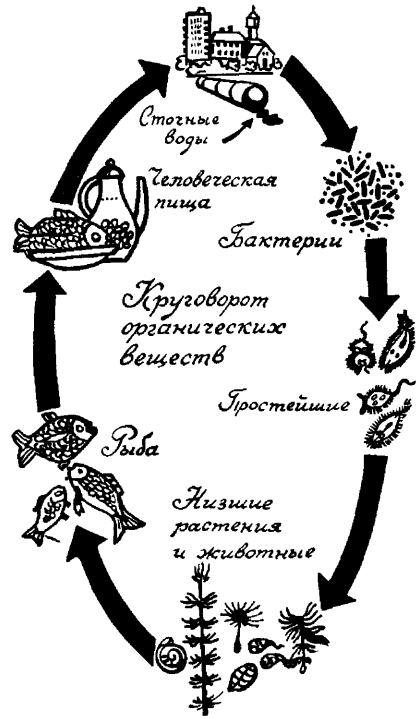 Сточные
воды
Человеческая
пища
Бактерии
Круговорот
органических
веществ
Простейшие
Рыба
Низшие
растения
и животные